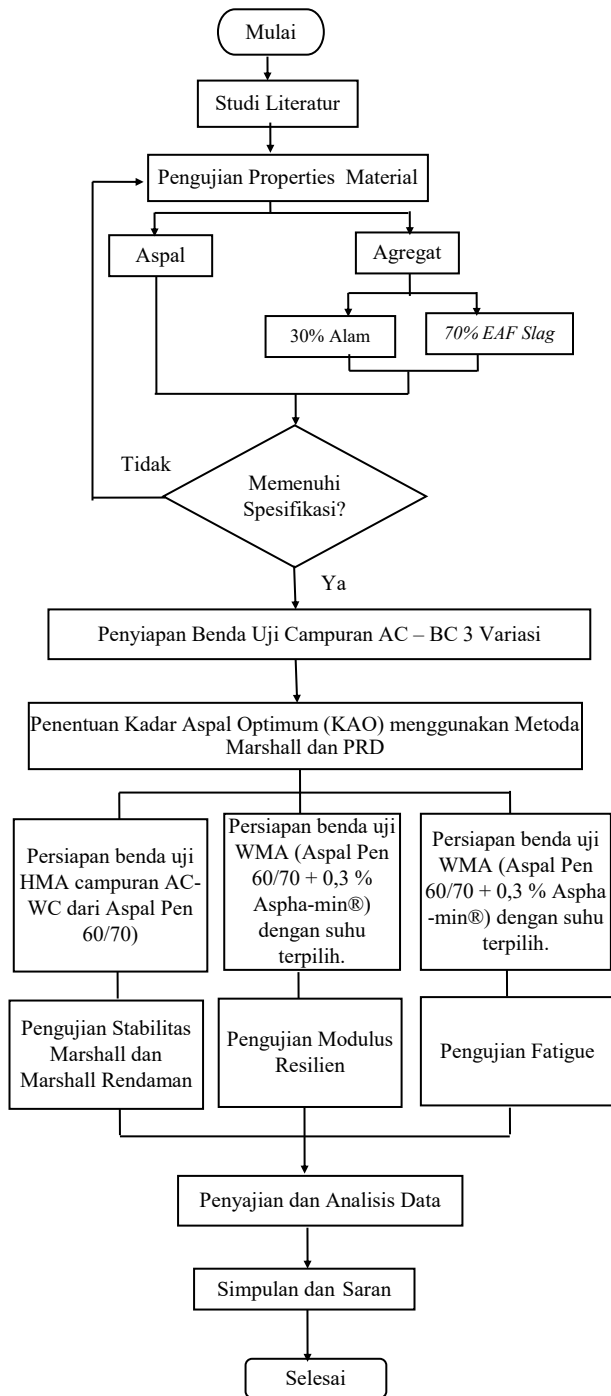 Mulai
Studi Literatur
Pengujian Properties Material
Aspal
Agregat
30% Alam
70% EAF Slag
Tidak
Memenuhi
Spesifikasi?
Ya
Penyiapan Benda Uji Campuran AC – BC 3 Variasi
Penentuan Kadar Aspal Optimum (KAO) menggunakan Metoda
Marshall dan PRD
Persiapan benda uji
HMA campuran AC-
WC dari Aspal Pen
60/70)
Persiapan benda uji
WMA (Aspal Pen
60/70 + 0,3 %
Aspha-min®)
dengan suhu
terpilih.
Persiapan benda uji
WMA (Aspal Pen
60/70 + 0,3 % Aspha
-min®) dengan suhu
terpilih.
Pengujian Stabilitas
Marshall dan
Marshall Rendaman
Pengujian Modulus
Resilien
Pengujian Fatigue
Penyajian dan Analisis Data
Simpulan dan Saran
Selesai